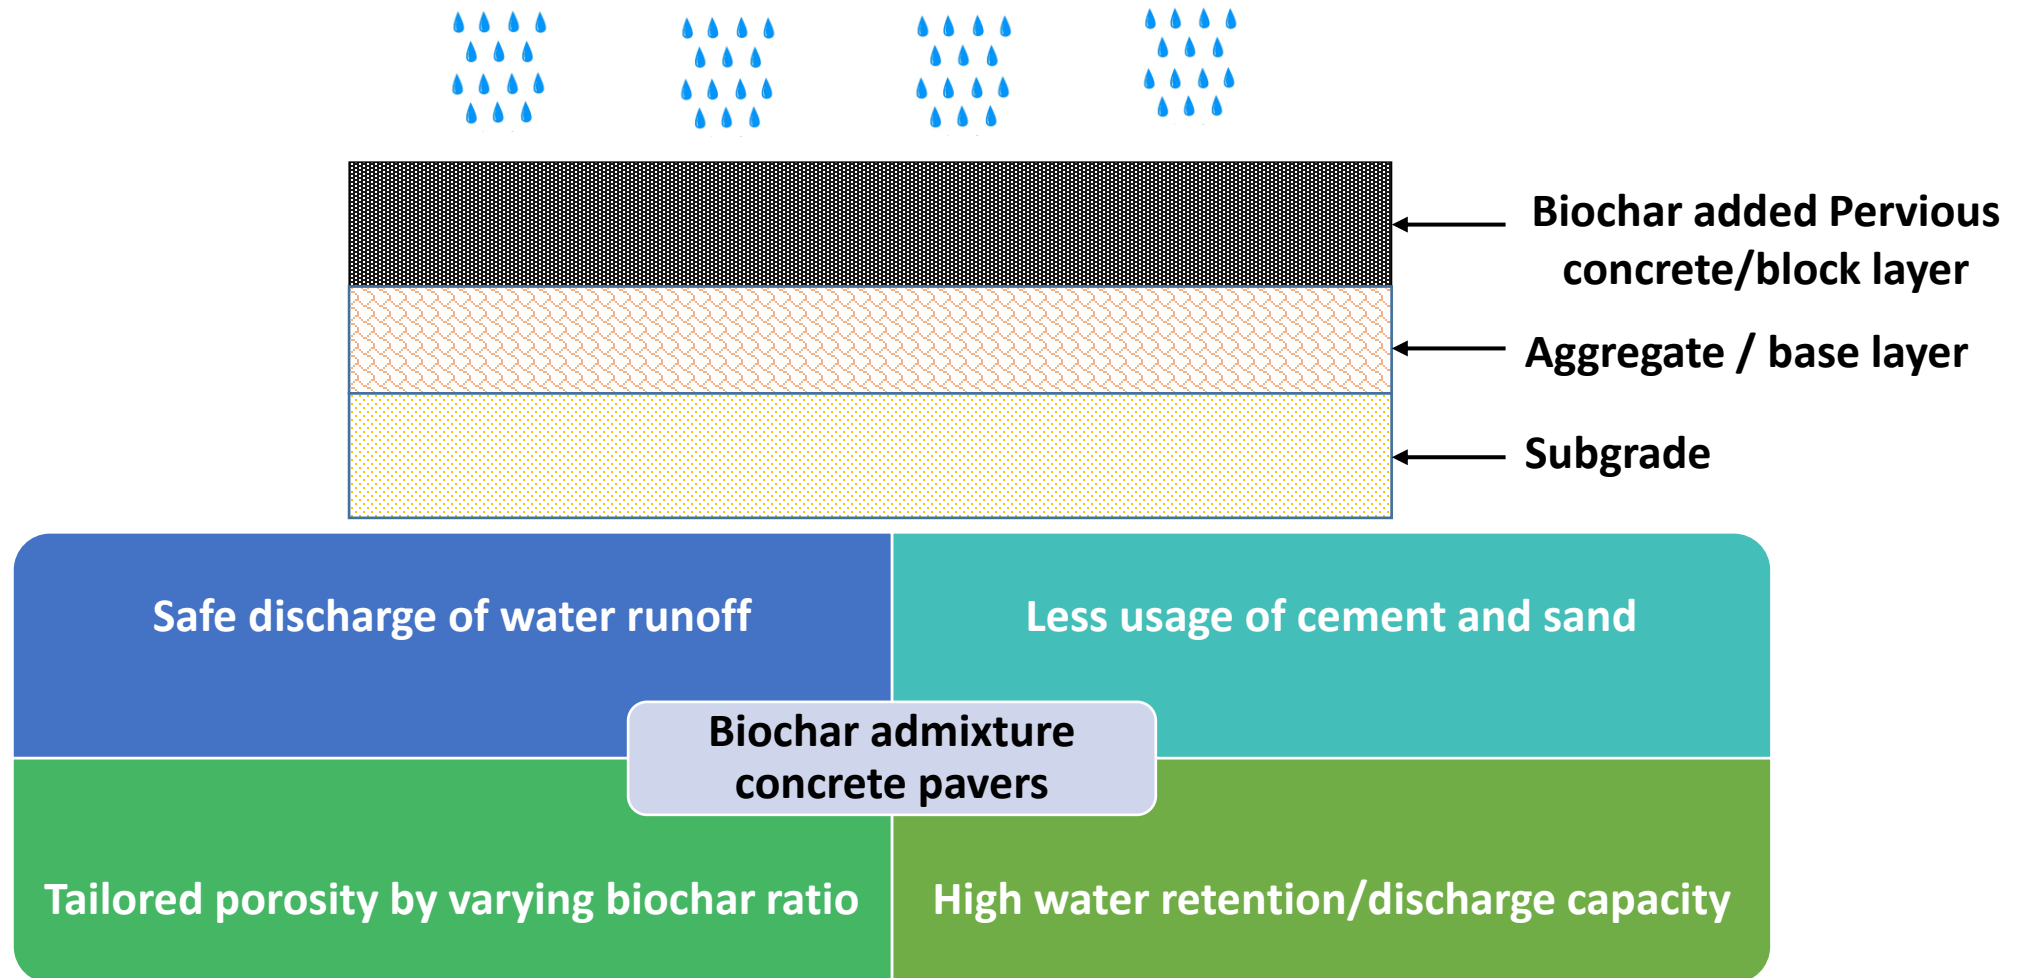 Biochar added Pervious
concrete/block layer
Aggregate / base layer
Subgrade
Safe discharge of water runoff
Less usage of cement and sand
Biochar admixture
concrete pavers
Tailored porosity by varying biochar ratio
High water retention/discharge capacity